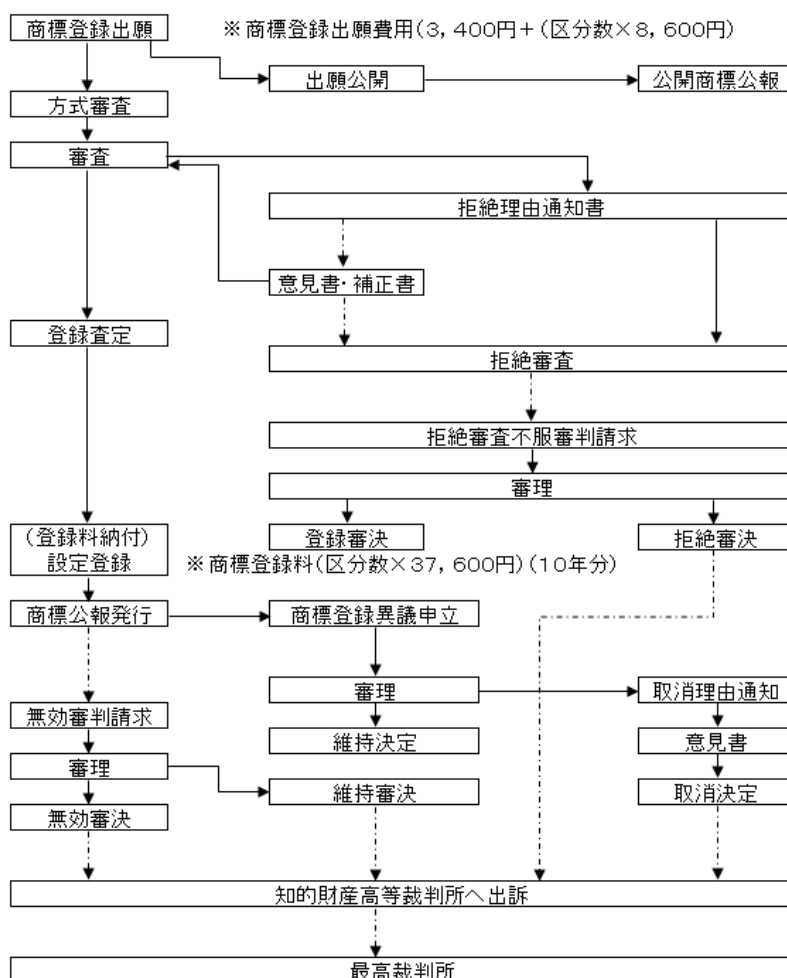 商標登録出願
※商標登録出願費用(3,400円+(区分数×8,600円)
出願公開
公開商標公報
方式審査
審査
拒絶理由通知書
意見書・補正書
登録査定
拒絶審査
拒絶審査不服審判請求
審理
(登録料納付)
設定登録
登録審決
拒絶審決
※商標登録料(区分数×37,600円)(10年分)
商標公報発行
商標登録異議申立
審理
取消理由通知
無効審判請求
維持決定
意見書
審理
維持審決
取消決定
無効審決
知的財産高等裁判所へ出訴
最高裁判所